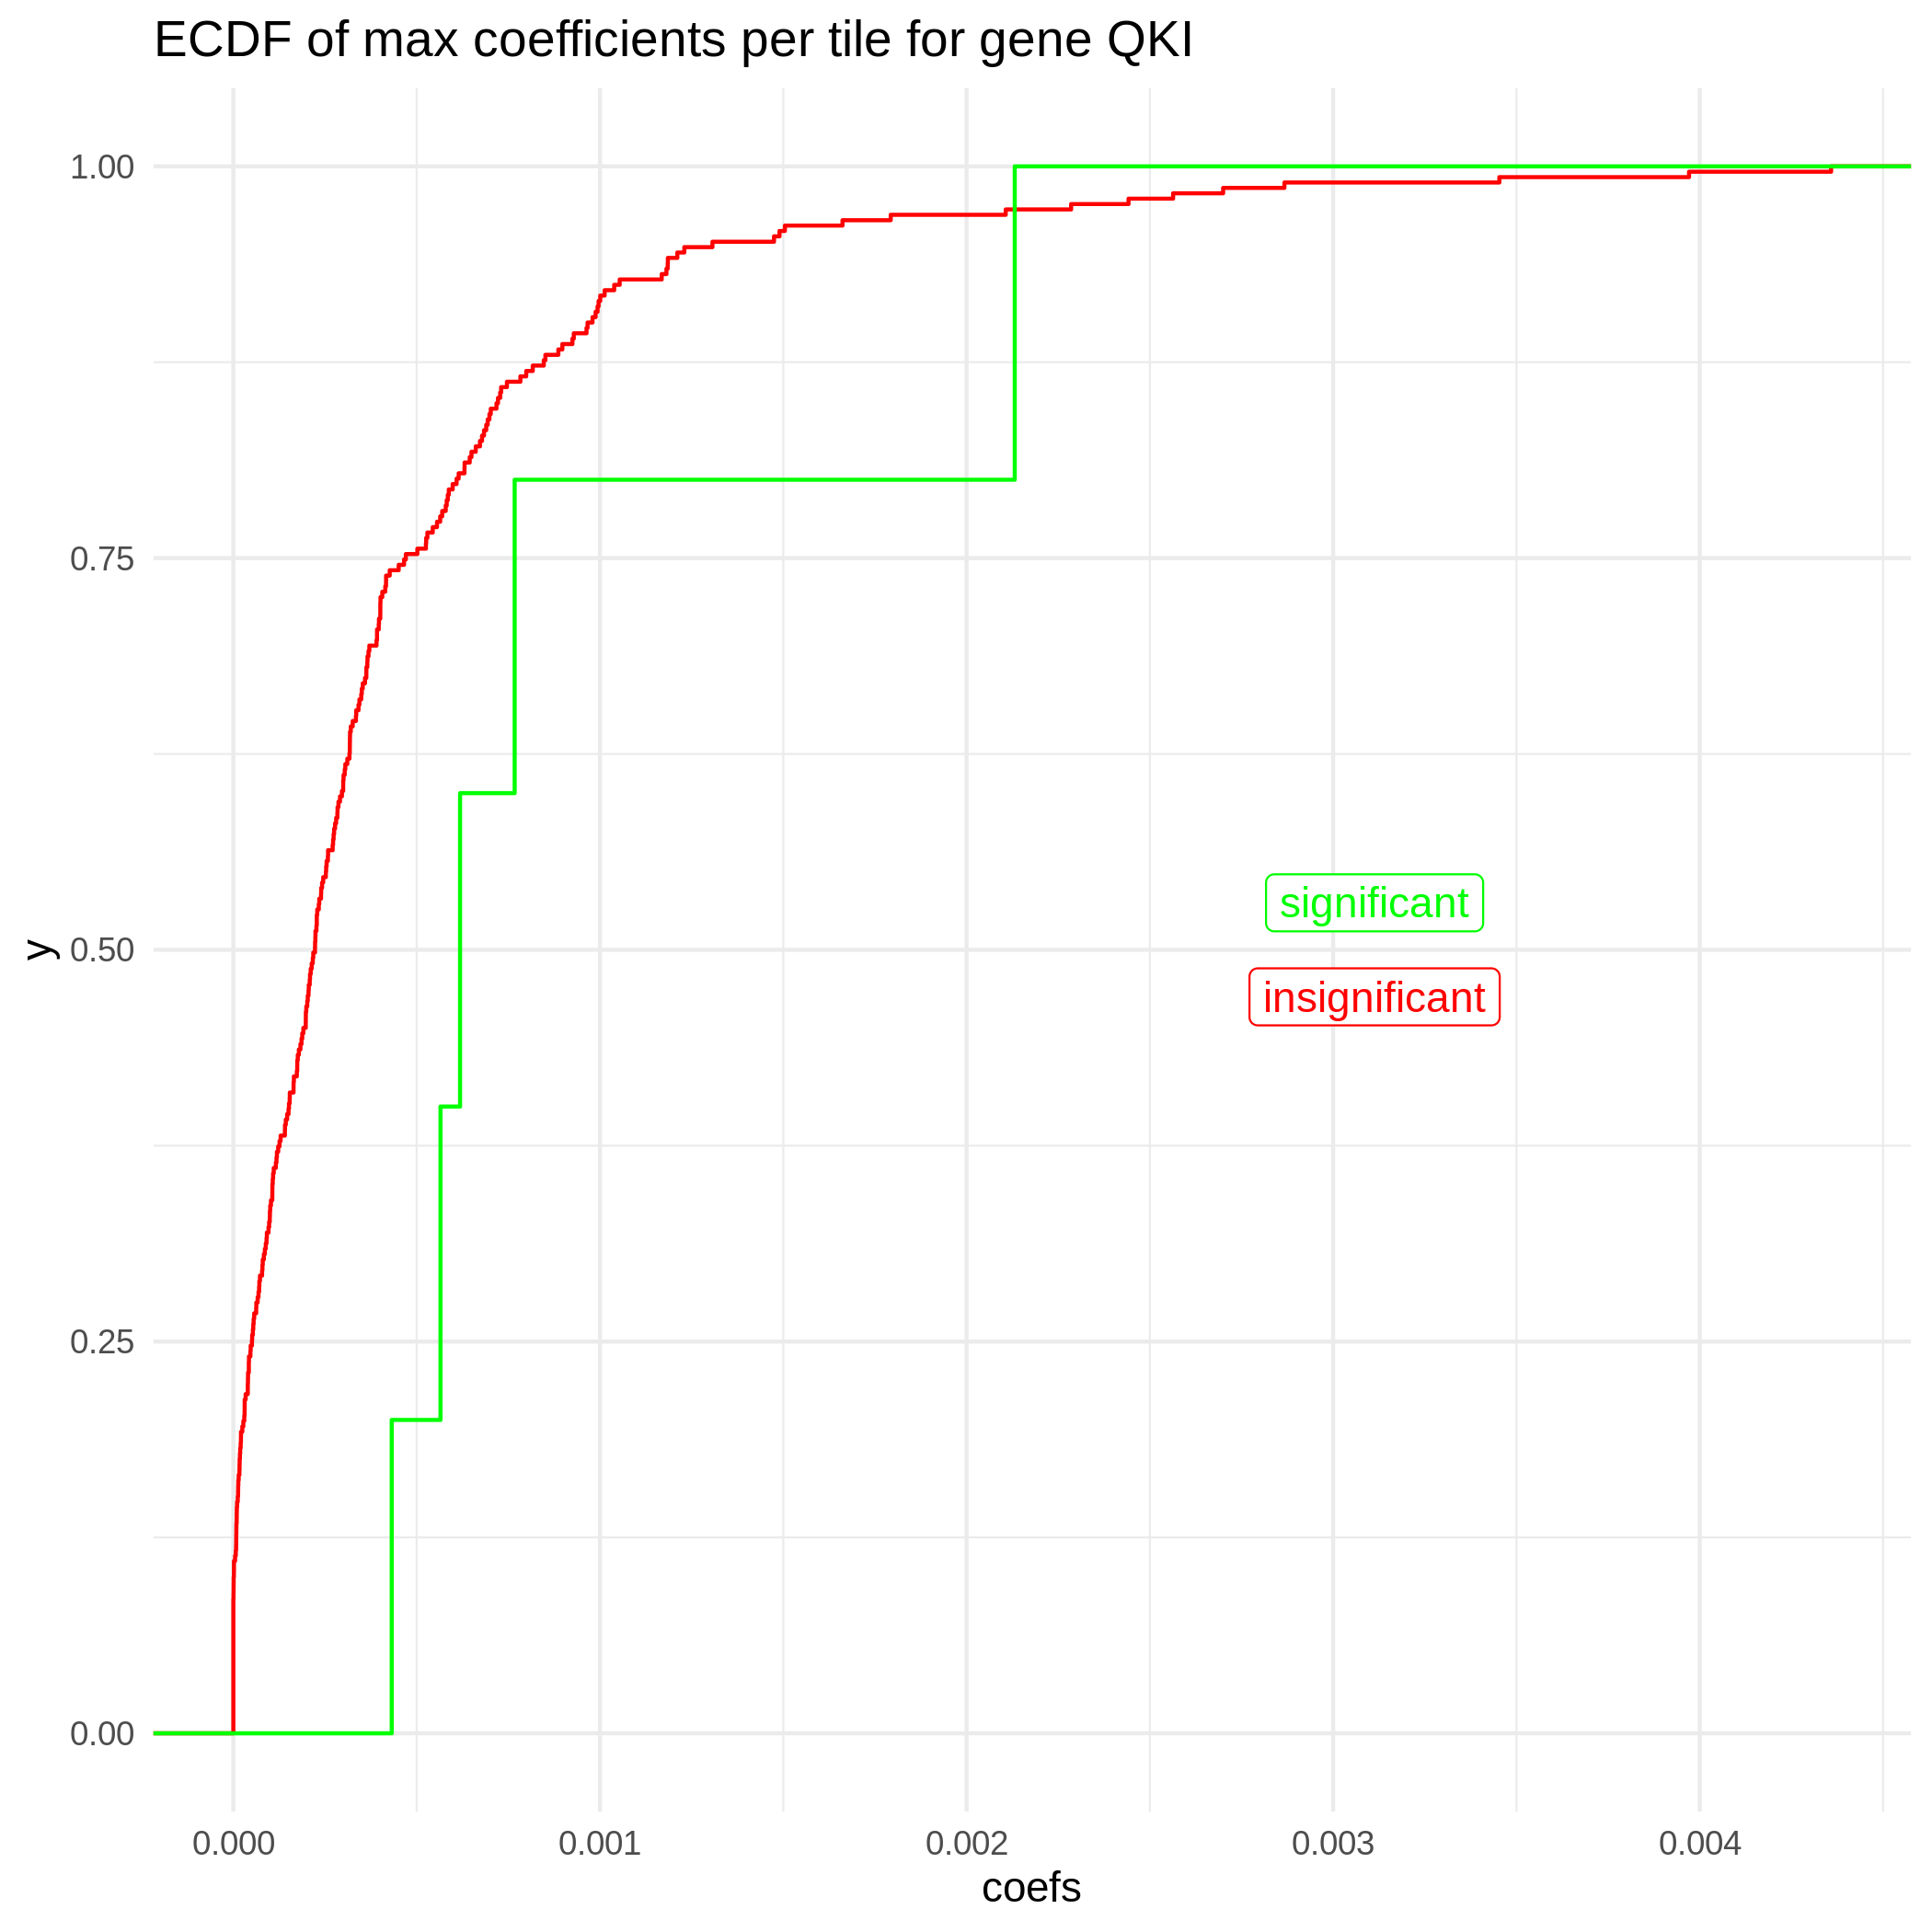 ECDF of max coefficients per tile for gene QKI
1.00
0.75
0.50
0.25
0.00
y
significant
insignificant
0.000 0.001 0.002 0.003 0.004
coefs